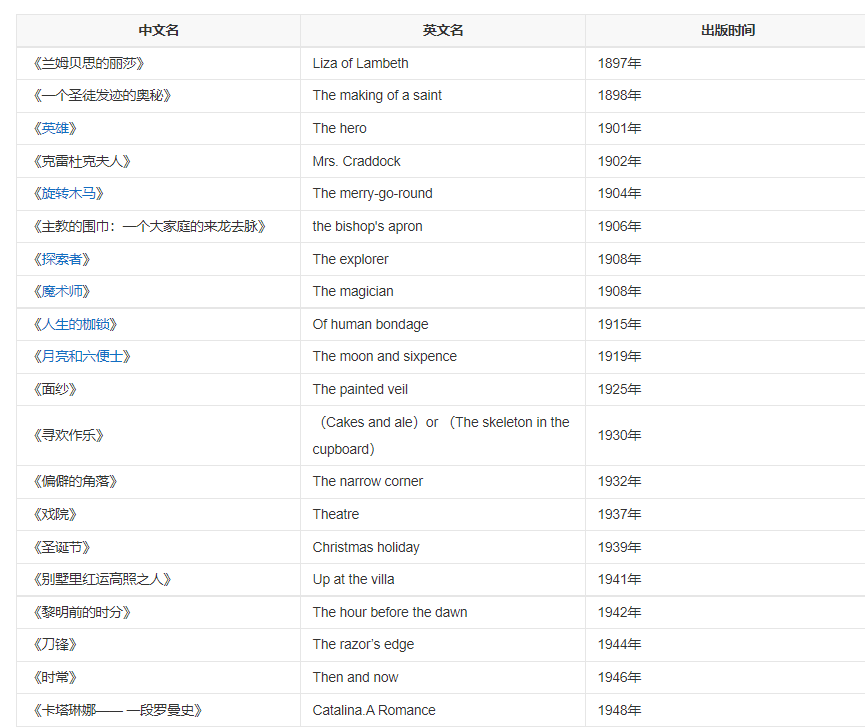 中文名 英文名 出版时间
《兰姆贝思的丽莎》 Liza of Lambeth 1897年
《一个圣徒发迹的奥秘》 The making of a saint 1898年
《英雄》 The hero 1901年
《克雷杜克夫人》 Mrs. Craddock 1902年
《旋转木马》 The merry-go-round 1904年
《主教的围巾：一个大家庭的来龙去脉》 the bishop's apron 1906年
《探索者》 The explorer 1908年
《魔术师》 The magician 1908年
《人生的枷锁》 Of human bondage 1915年
《月亮和六便士》 The moon and sixpence 1919年
《面纱》 The painted veil 1925年
《寻欢作乐》 （Cakes and ale）or （The skeleton in the
cupboard） 1930年
《偏僻的角落》 The narrow corner 1932年
《戏院》 Theatre 1937年
《圣诞节》 Christmas holiday 1939年
《别墅里红运高照之人》 Up at the villa 1941年
《黎明前的时分》 The hour before the dawn 1942年
《刀锋》 The razor’s edge 1944年
《时常》 Then and now 1946年
《卡塔琳娜—— 一段罗曼史》 Catalina.A Romance 1948年